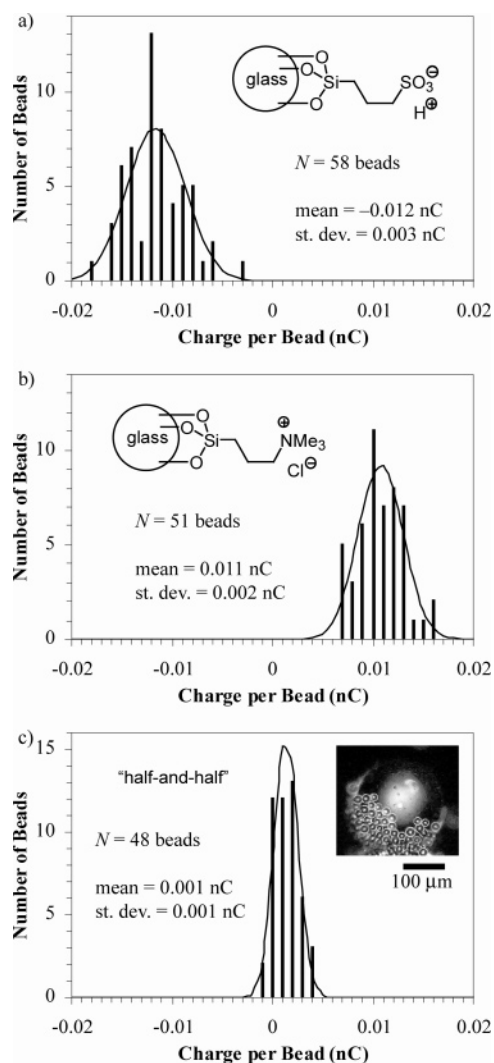 a)
Number of Beads
10
5
0
glass
O
O
O
Si
SO3⊖
H⊕
N = 58 beads
mean = –0.012 nC
st. dev. = 0.003 nC
-0.02 -0.01 0 0.01 0.02
Charge per Bead (nC)
b)
Number of Beads
10
5
0
glass
O
O
O
Si
⊕
NMe3
Cl⊖
N = 51 beads
mean = 0.011 nC
st. dev. = 0.002 nC
-0.02 -0.01 0 0.01 0.02
Charge per Bead (nC)
c)
Number of Beads
15
10
5
0
"half-and-half"
N = 48 beads
mean = 0.001 nC
st. dev. = 0.001 nC
100 μm
-0.02 -0.01 0 0.01 0.02
Charge per Bead (nC)